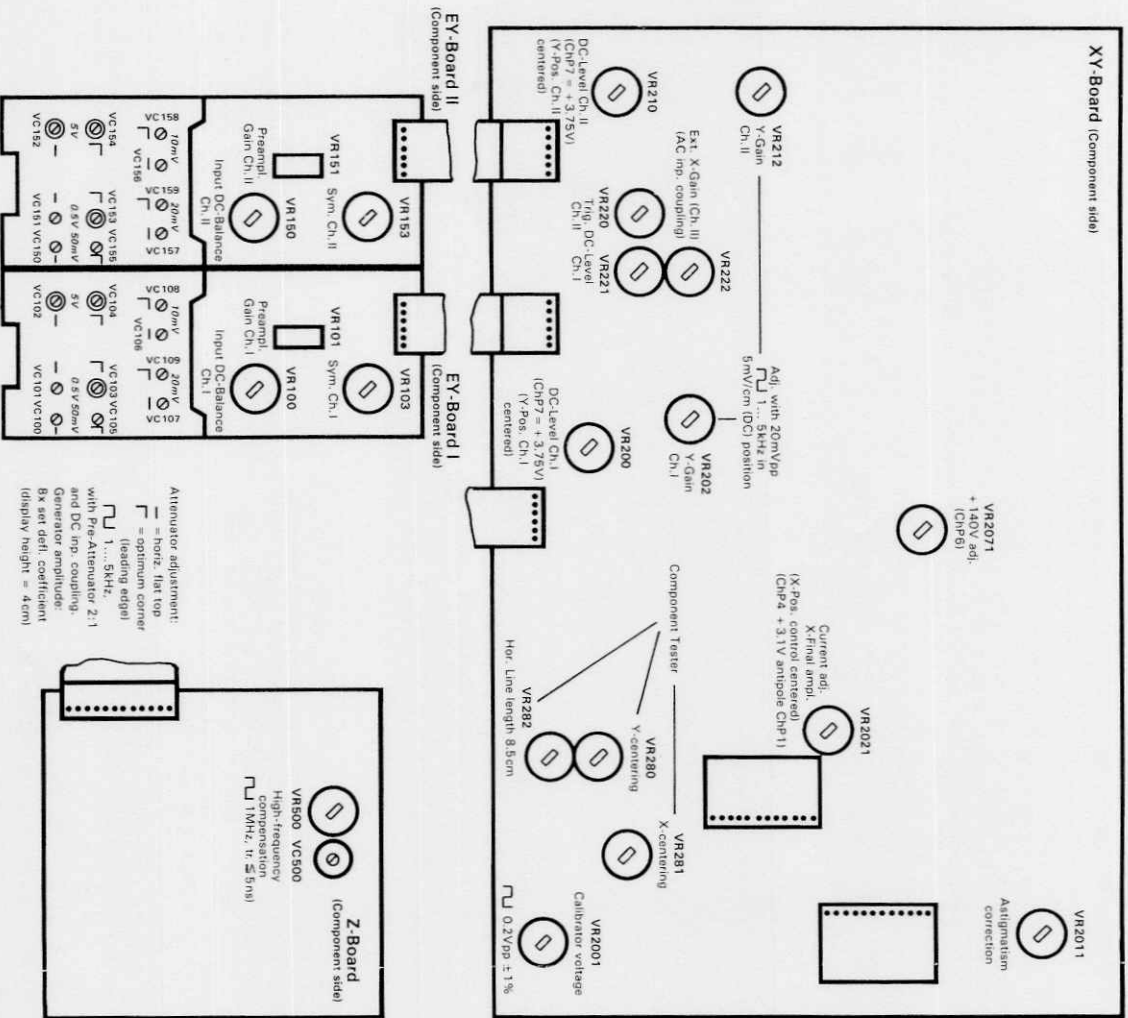 XY-Board (Component side)
VR212
Y-Gain
Ch.II
VR210
DC-Level Ch.II
(ChP7 = + 3.75V)
(Y-Pos. Ch.II
centered)
Adj. with 20mVpp
1 ... 5kHz in
5mV/cm (DC) position
VR222
Ext. X-Gain (Ch.II)
(AC inp. coupling)
VR220
VR221
Trig. DC-Level
Ch.II
Ch.I
VR202
Y-Gain
Ch.I
VR200
DC-Level Ch.I
(ChP7 = + 3.75V)
(Y-Pos. Ch.I
centered)
VR2071
+ 140V adj.
(ChP6)
VR2021
Current adj.
X-Final ampl.
(X-Pos. control centered)
(ChP4 + 3.1V antipole ChP1)
Component Tester
VR280
Y-centering
VR282
Hor. Line length 8.5cm
VR281
X-centering
VR2011
Astigmatism
correction
VR2001
Calibrator voltage
0.2Vpp ± 1%
EY-Board II
(Component side)
VR153
Sym. Ch.II
VR151
Preampl.
Gain Ch.II
VR150
Input DC-Balance
Ch.II
VC158
10mV
VC156
VC159
20mV
VC157
VC154
5V
VC152
VC153
VC155
0.5V
50mV
VC151
VC150
EY-Board I
(Component side)
VR103
Sym. Ch.I
VR101
Preampl.
Gain Ch.I
VR100
Input DC-Balance
Ch.I
VC108
10mV
VC106
VC109
20mV
VC107
VC104
5V
VC102
VC103
VC105
0.5V
50mV
VC101
VC100
Attenuator adjustment:
– = horiz. flat top
= optimum corner
(leading edge)
1 .... 5kHz,
with Pre-Attenuator 2:1
and DC inp. coupling.
Generator amplitude:
8x set defl. coefficient
(display height = 4cm)
Z-Board
(Component side)
VR500
VC500
High-frequency
compensation
1MHz, tr. ≦ 5ns)